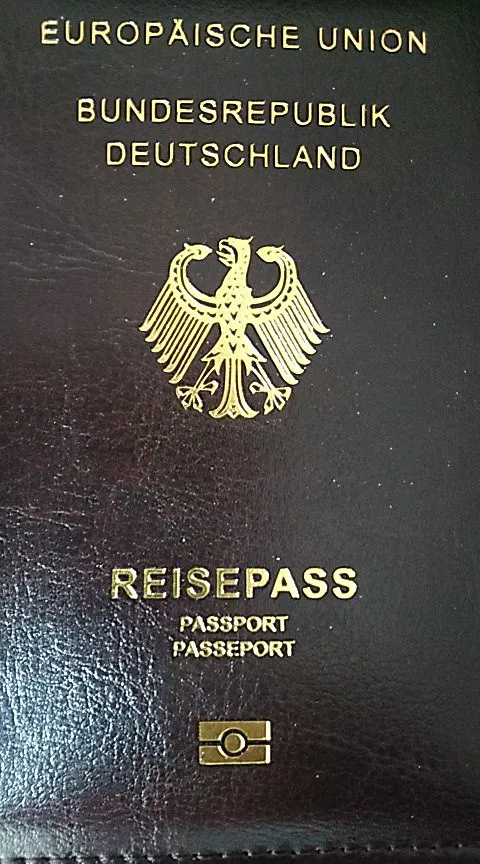 EUROPÄISCHE UNION
BUNDESREPUBLIK
DEUTSCHLAND
REISEPASS
PASSPORT
PASSEPORT